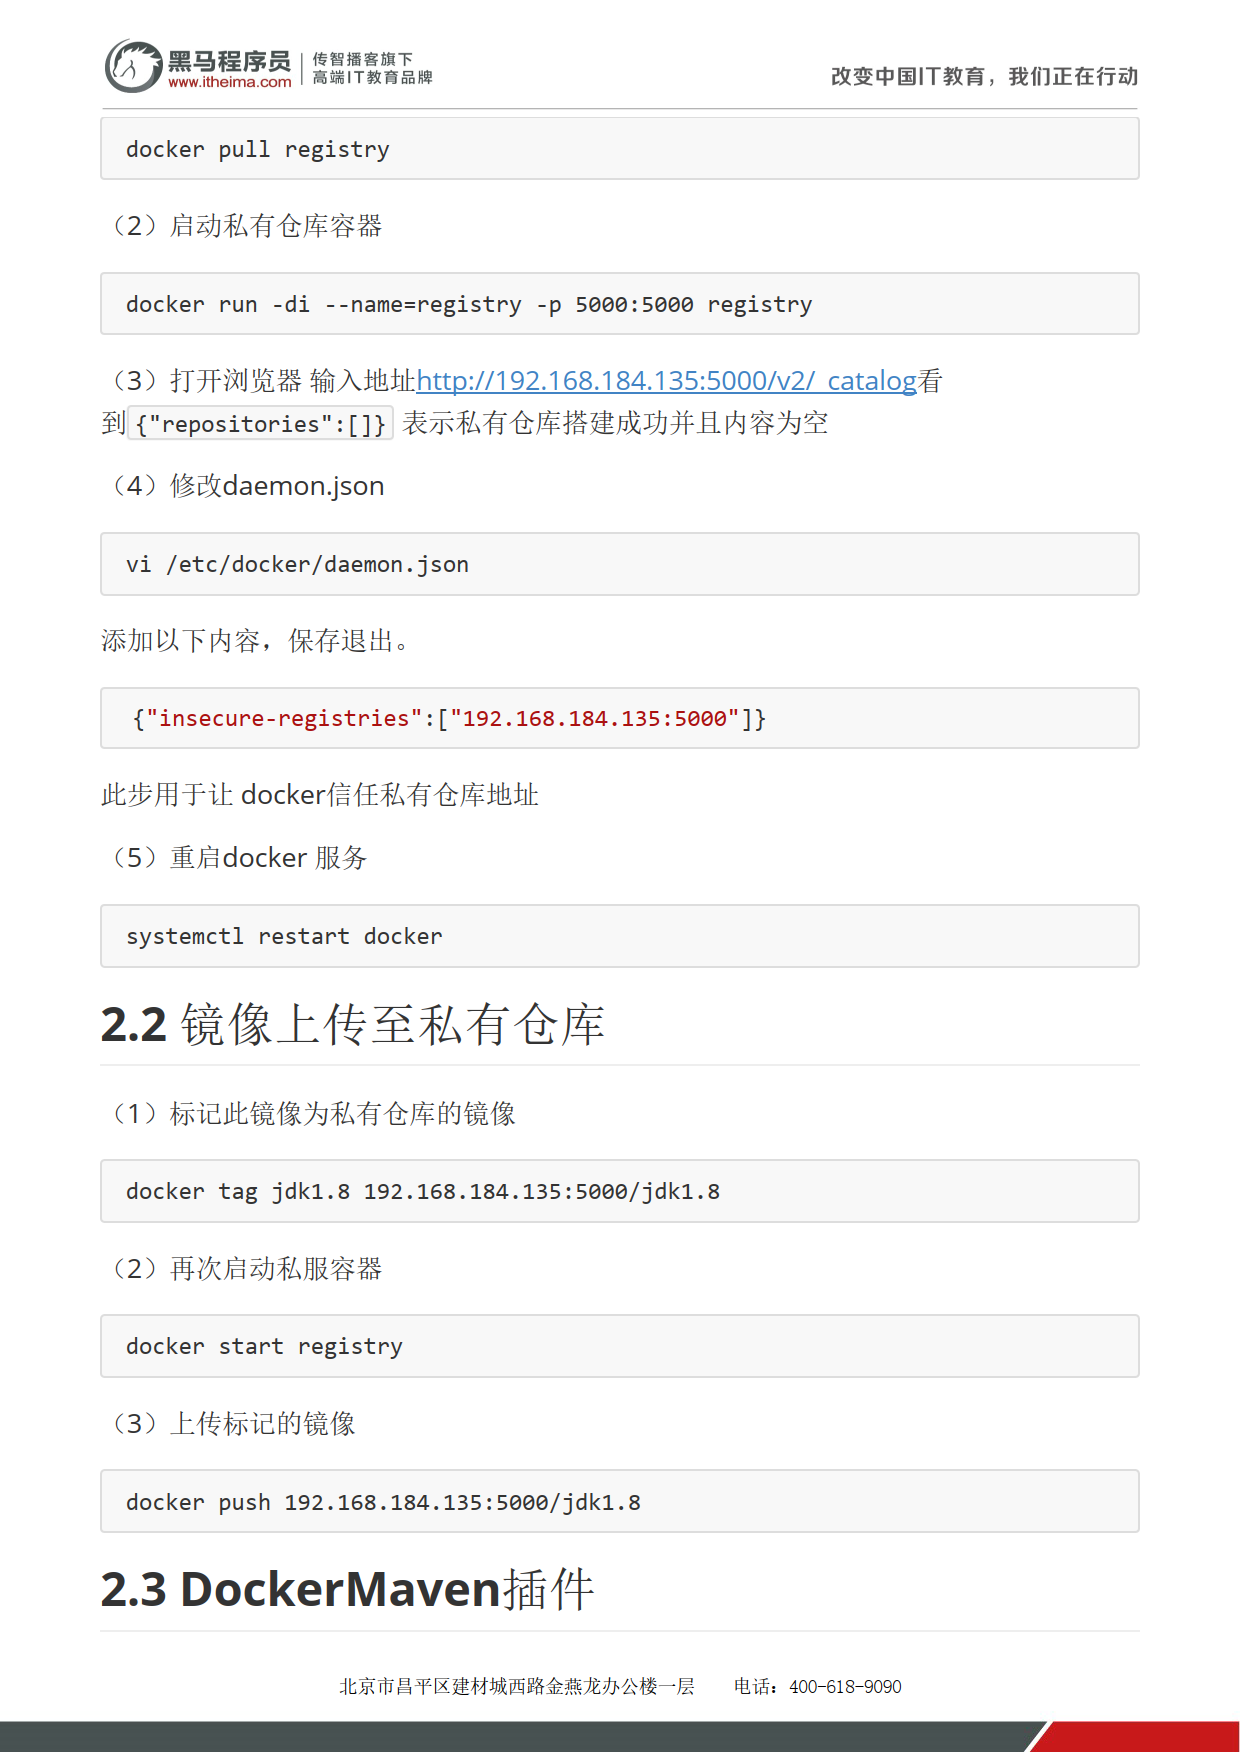 黑马程序员 传智播客旗下
www.itheima.com 高端IT教育品牌
改变中国IT教育，我们正在行动
docker pull registry
（2）启动私有仓库容器
docker run -di --name=registry -p 5000:5000 registry
（3）打开浏览器 输入地址http://192.168.184.135:5000/v2/_catalog看
到{"repositories":[]} 表示私有仓库搭建成功并且内容为空
（4）修改daemon.json
vi /etc/docker/daemon.json
添加以下内容，保存退出。
{"insecure-registries":["192.168.184.135:5000"]}
此步用于让 docker信任私有仓库地址
（5）重启docker 服务
systemctl restart docker
2.2 镜像上传至私有仓库
（1）标记此镜像为私有仓库的镜像
docker tag jdk1.8 192.168.184.135:5000/jdk1.8
（2）再次启动私服容器
docker start registry
（3）上传标记的镜像
docker push 192.168.184.135:5000/jdk1.8
2.3 DockerMaven插件
北京市昌平区建材城西路金燕龙办公楼一层 电话：400-618-9090